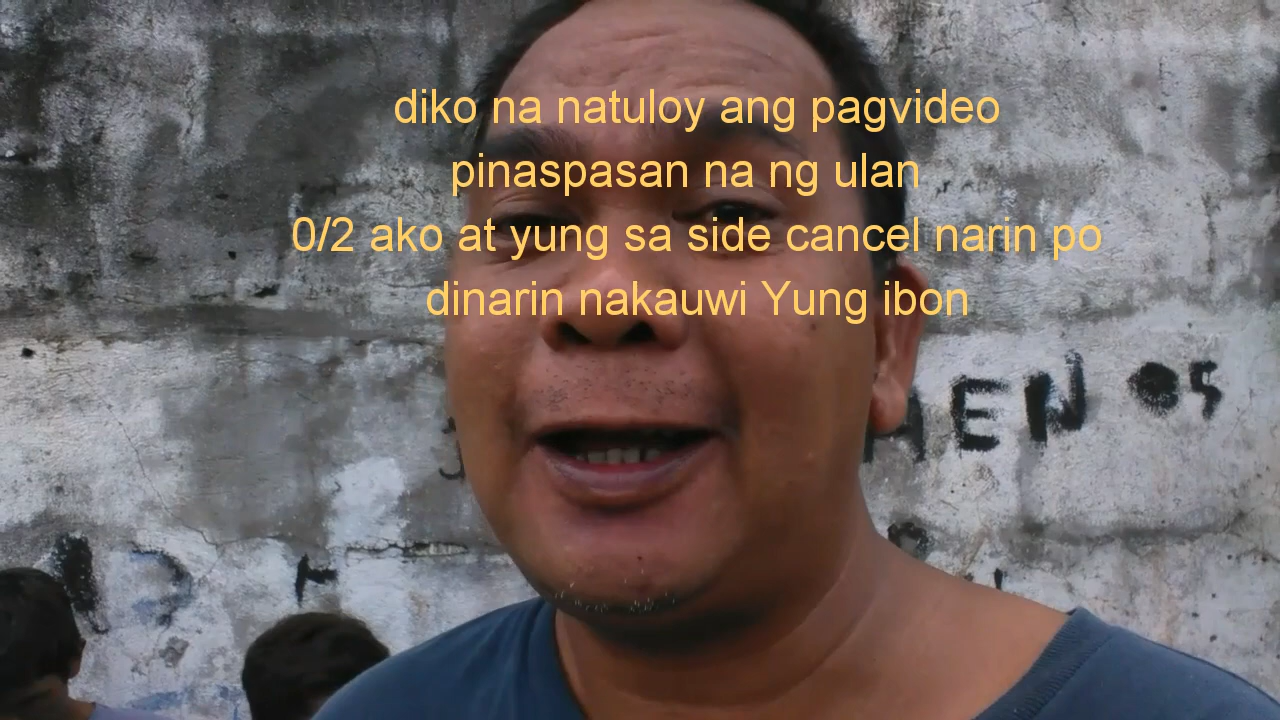 diko na natuloy ang pagvideo
pinaspasan na ng ulan
0/2 ako at yung sa side cancel narin po
dinarin nakauwi Yung ibon
MEN